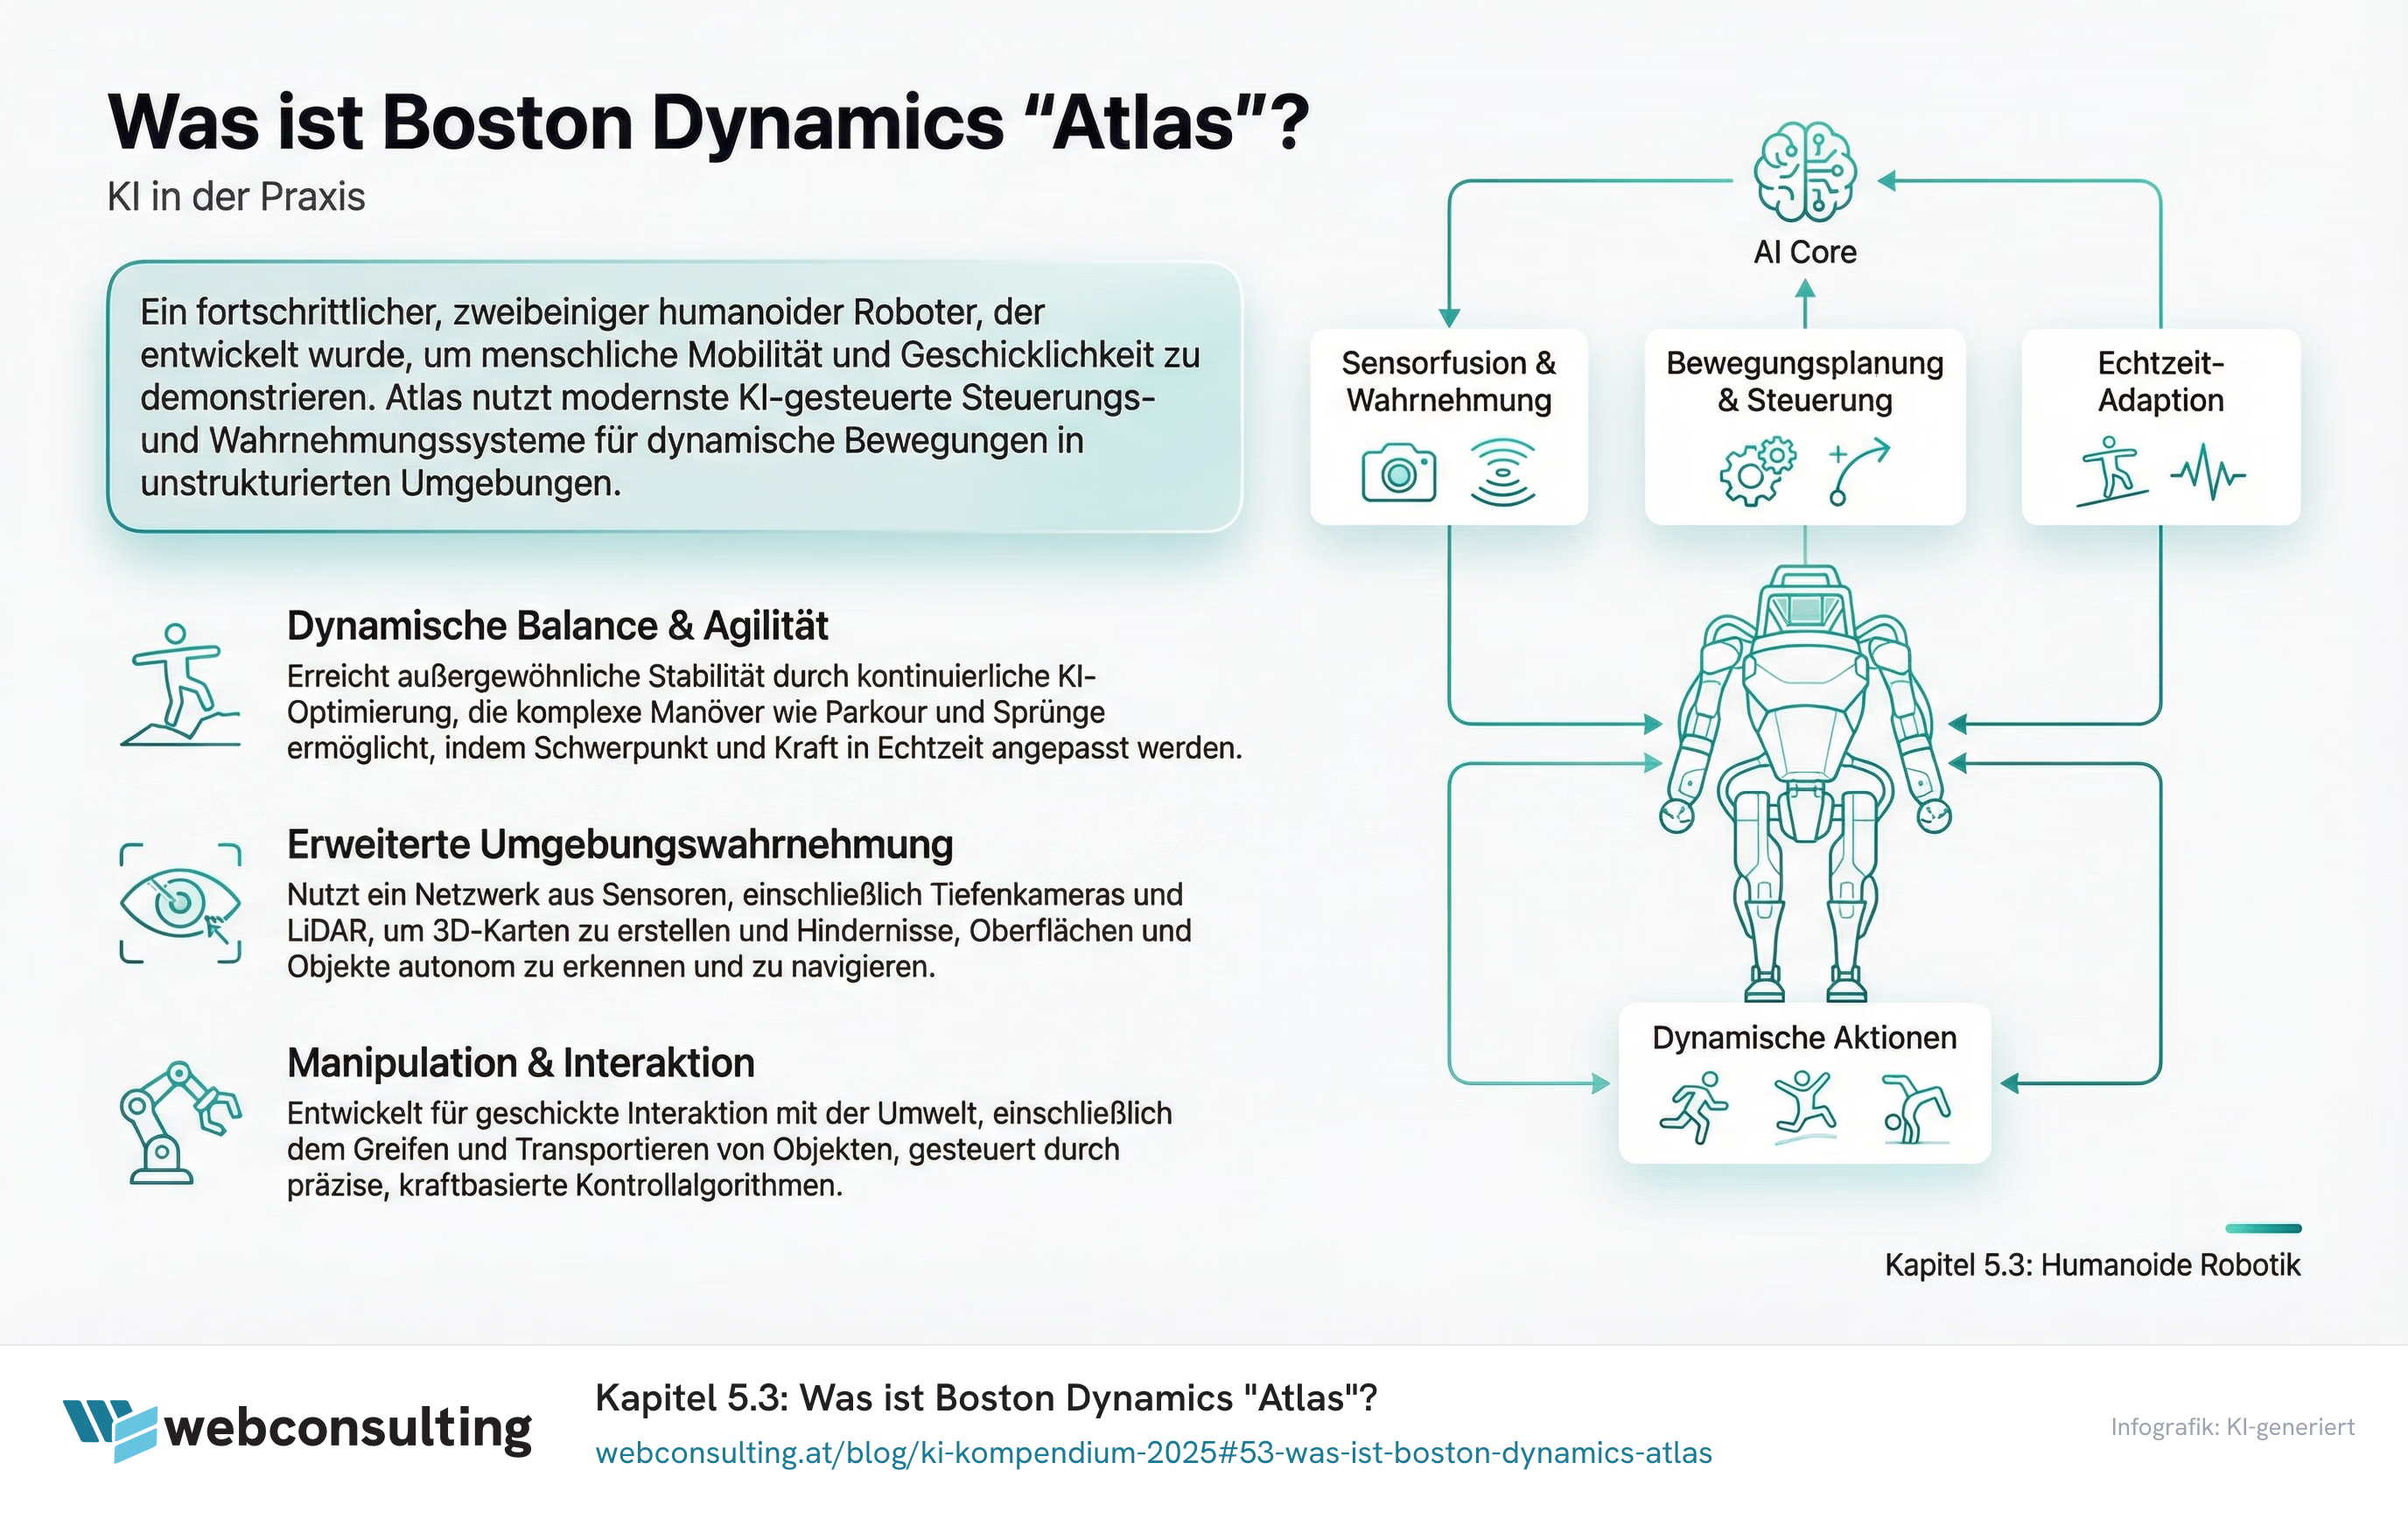 Was ist Boston Dynamics “Atlas”?
KI in der Praxis
Ein fortschrittlicher, zweibeiniger humanoider Roboter, der
entwickelt wurde, um menschliche Mobilität und Geschicklichkeit zu
demonstrieren. Atlas nutzt modernste KI-gesteuerte Steuerungs-
und Wahrnehmungssysteme für dynamische Bewegungen in
unstrukturierten Umgebungen.
Dynamische Balance & Agilität
Erreicht außergewöhnliche Stabilität durch kontinuierliche KI-
Optimierung, die komplexe Manöver wie Parkour und Sprünge
ermöglicht, indem Schwerpunkt und Kraft in Echtzeit angepasst werden.
Erweiterte Umgebungswahrnehmung
Nutzt ein Netzwerk aus Sensoren, einschließlich Tiefenkameras und
LiDAR, um 3D-Karten zu erstellen und Hindernisse, Oberflächen und
Objekte autonom zu erkennen und zu navigieren.
Manipulation & Interaktion
Entwickelt für geschickte Interaktion mit der Umwelt, einschließlich
dem Greifen und Transportieren von Objekten, gesteuert durch
präzise, kraftbasierte Kontrollalgorithmen.
AI Core
Sensorfusion &
Wahrnehmung
Bewegungsplanung
& Steuerung
Echtzeit-
Adaption
Dynamische Aktionen
Kapitel 5.3: Humanoide Robotik
webconsulting
Kapitel 5.3: Was ist Boston Dynamics "Atlas"?
webconsulting.at/blog/ki-kompendium-2025#53-was-ist-boston-dynamics-atlas
Infografik: KI-generiert